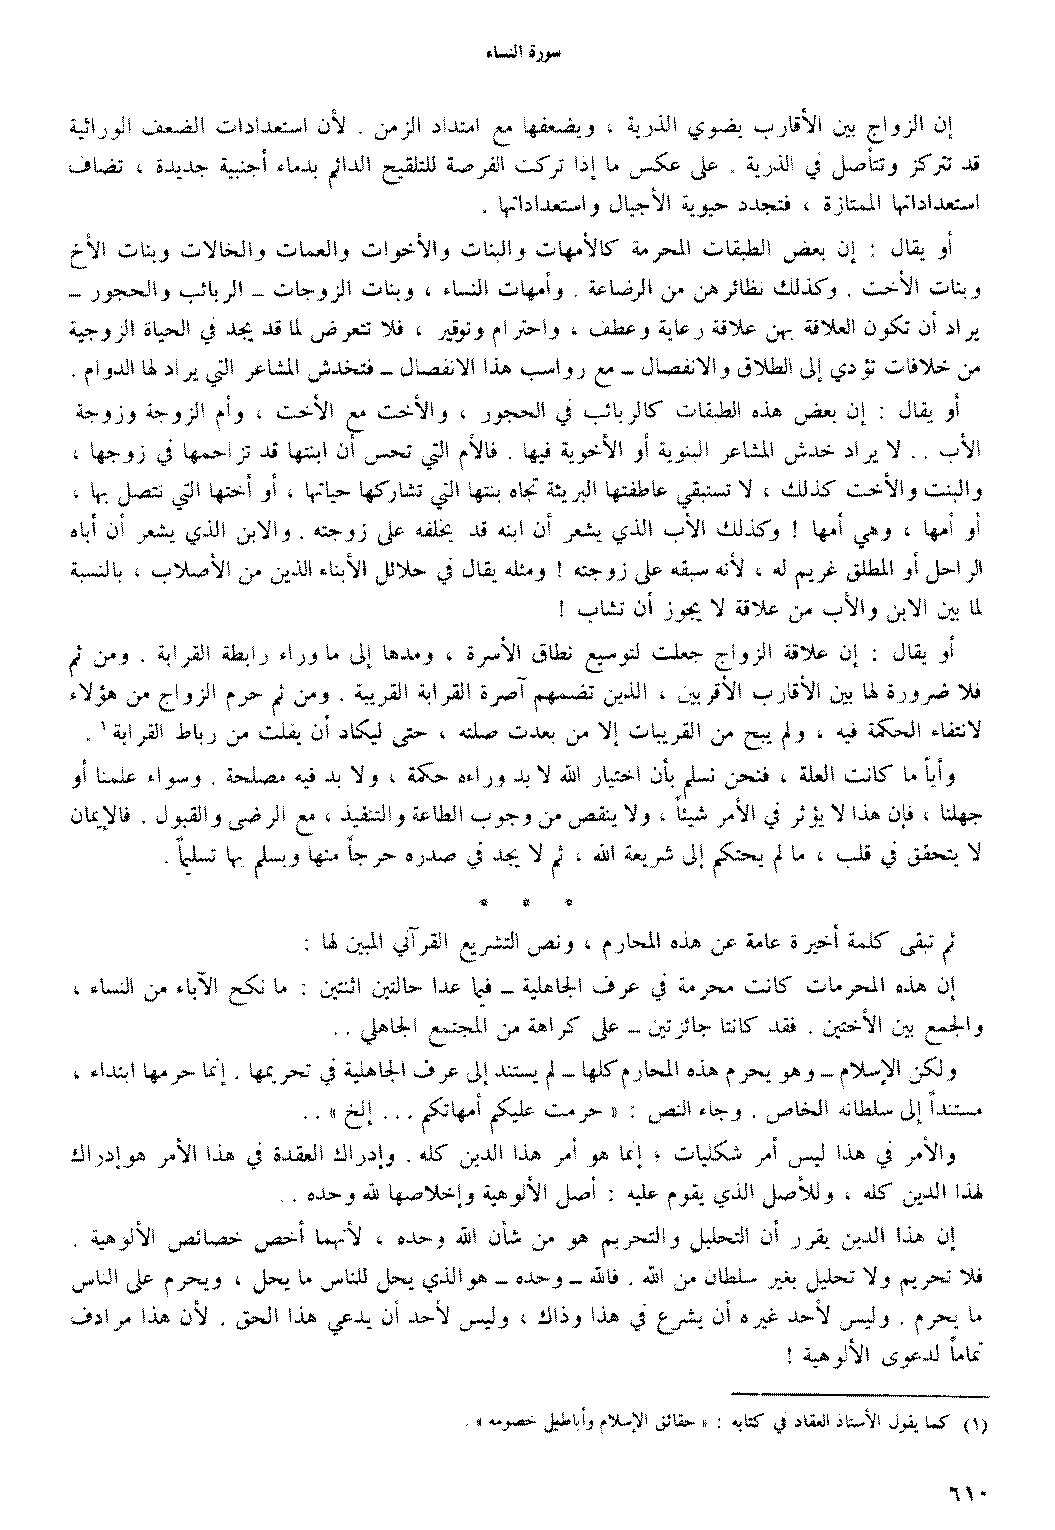 سورة النساء
إن الزواج بين الأقارب يضوي الذرية ، ويضعفها مع امتداد الزمن . لأن استعدادات الضعف الوراثية
قد تتركز وتتأصل في الذرية . على عكس ما إذا تركت الفرصة للتلقيح الدائم بدماء أجنبية جديدة ، تضاف
استعداداتها الممتازة ، فتجدد حيوية الأجيال واستعداداتها .
أو يقال : إن بعض الطبقات المحرمة كالأمهات والبنات والأخوات والعمات والخالات وبنات الأخ
وبنات الأخت . وكذلك نظائرهن من الرضاعة . وأمهات النساء ، وبنات الزوجات – الربائب والحجور –
يراد أن تكون العلاقة بهن علاقة رعاية وعطف ، واحترام وتوقير ، فلا تتعرض لما قد يجد في الحياة الزوجية
من خلافات تؤدي إلى الطلاق والانفصال – مع رواسب هذا الانفصال – فتخدش المشاعر التي يراد لها الدوام .
أو يقال : إن بعض هذه الطبقات كالربائب في الحجور ، والأخت مع الأخت ، وأم الزوجة وزوجة
الأب .. لا يراد خدش المشاعر البنوية أو الأخوية فيها . فالأم التي تحس أن ابنتها قد تزاحمها في زوجها ،
والبنت والأخت كذلك ، لا تستبقي عاطفتها البريئة تجاه بنتها التي تشاركها حياتها ، أو أختها التي تتصل بها ،
أو أمها ، وهي أمها ! وكذلك الأب الذي يشعر أن ابنه قد يخلفه على زوجته . والابن الذي يشعر أن أباه
الراحل أو المطلق غريم له ، لأنه سبقه على زوجته ! ومثله يقال في حلائل الأبناء الذين من الأصلاب ، بالنسبة
لما بين الابن والأب من علاقة لا يجوز أن تشاب !
أو يقال : إن علاقة الزواج جعلت لتوسيع نطاق الأسرة ، ومدها إلى ما وراء رابطة القرابة . ومن ثم
فلا ضرورة لها بين الأقارب الأقربين ، الذين تضمهم آصرة القرابة القريبة . ومن ثم حرم الزواج من هؤلاء
لانتفاء الحكمة فيه ، ولم يبح من القريبات إلا من بعدت صلته ، حتى ليكاد أن يفلت من رباط القرابة ١ .
وأياً ما كانت العلة ، فنحن نسلم بأن اختيار الله لا بد وراءه حكمة ، ولا بد فيه مصلحة . وسواء علمنا أو
جهلنا ، فإن هذا لا يؤثر في الأمر شيئاً ، ولا ينقص من وجوب الطاعة والتنفيذ ، مع الرضى والقبول . فالإيمان
لا يتحقق في قلب ، ما لم يحتكم إلى شريعة الله ، ثم لا يجد في صدره حرجاً منها ويسلم بها تسليماً .
* * *
ثم تبقى كلمة أخيرة عامة عن هذه المحارم ، ونص التشريع القرآني المبين لها :
إن هذه المحرمات كانت محرمة في عرف الجاهلية – فيما عدا حالتين اثنتين : ما نكح الآباء من النساء ،
والجمع بين الأختين . فقد كانتا جائزتين – على كراهة من المجتمع الجاهلي ..
ولكن الإسلام – وهو يحرم هذه المحارم كلها – لم يستند إلى عرف الجاهلية في تحريمها . إنما حرمها ابتداء ،
مستنداً إلى سلطانه الخاص . وجاء النص : « حرمت عليكم أمهاتكم ... إلخ » ..
والأمر في هذا ليس أمر شكليات ؛ إنما هو أمر هذا الدين كله . وإدراك العقدة في هذا الأمر هو إدراك
لهذا الدين كله ، وللأصل الذي يقوم عليه : أصل الألوهية وإخلاصها لله وحده ..
إن هذا الدين يقرر أن التحليل والتحريم هو من شأن الله وحده ، لأنهما أخص خصائص الألوهية .
فلا تحريم ولا تحليل بغير سلطان من الله . فالله – وحده – هو الذي يحل للناس ما يحل ، ويحرم على الناس
ما يحرم . وليس لأحد غيره أن يشرع في هذا وذاك ، وليس لأحد أن يدعي هذا الحق . لأن هذا مرادف
تماماً لدعوى الألوهية !
(١) كما يقول الأستاذ العقاد في كتابه : « حقائق الإسلام وأباطيل خصومه » .
٦١٠